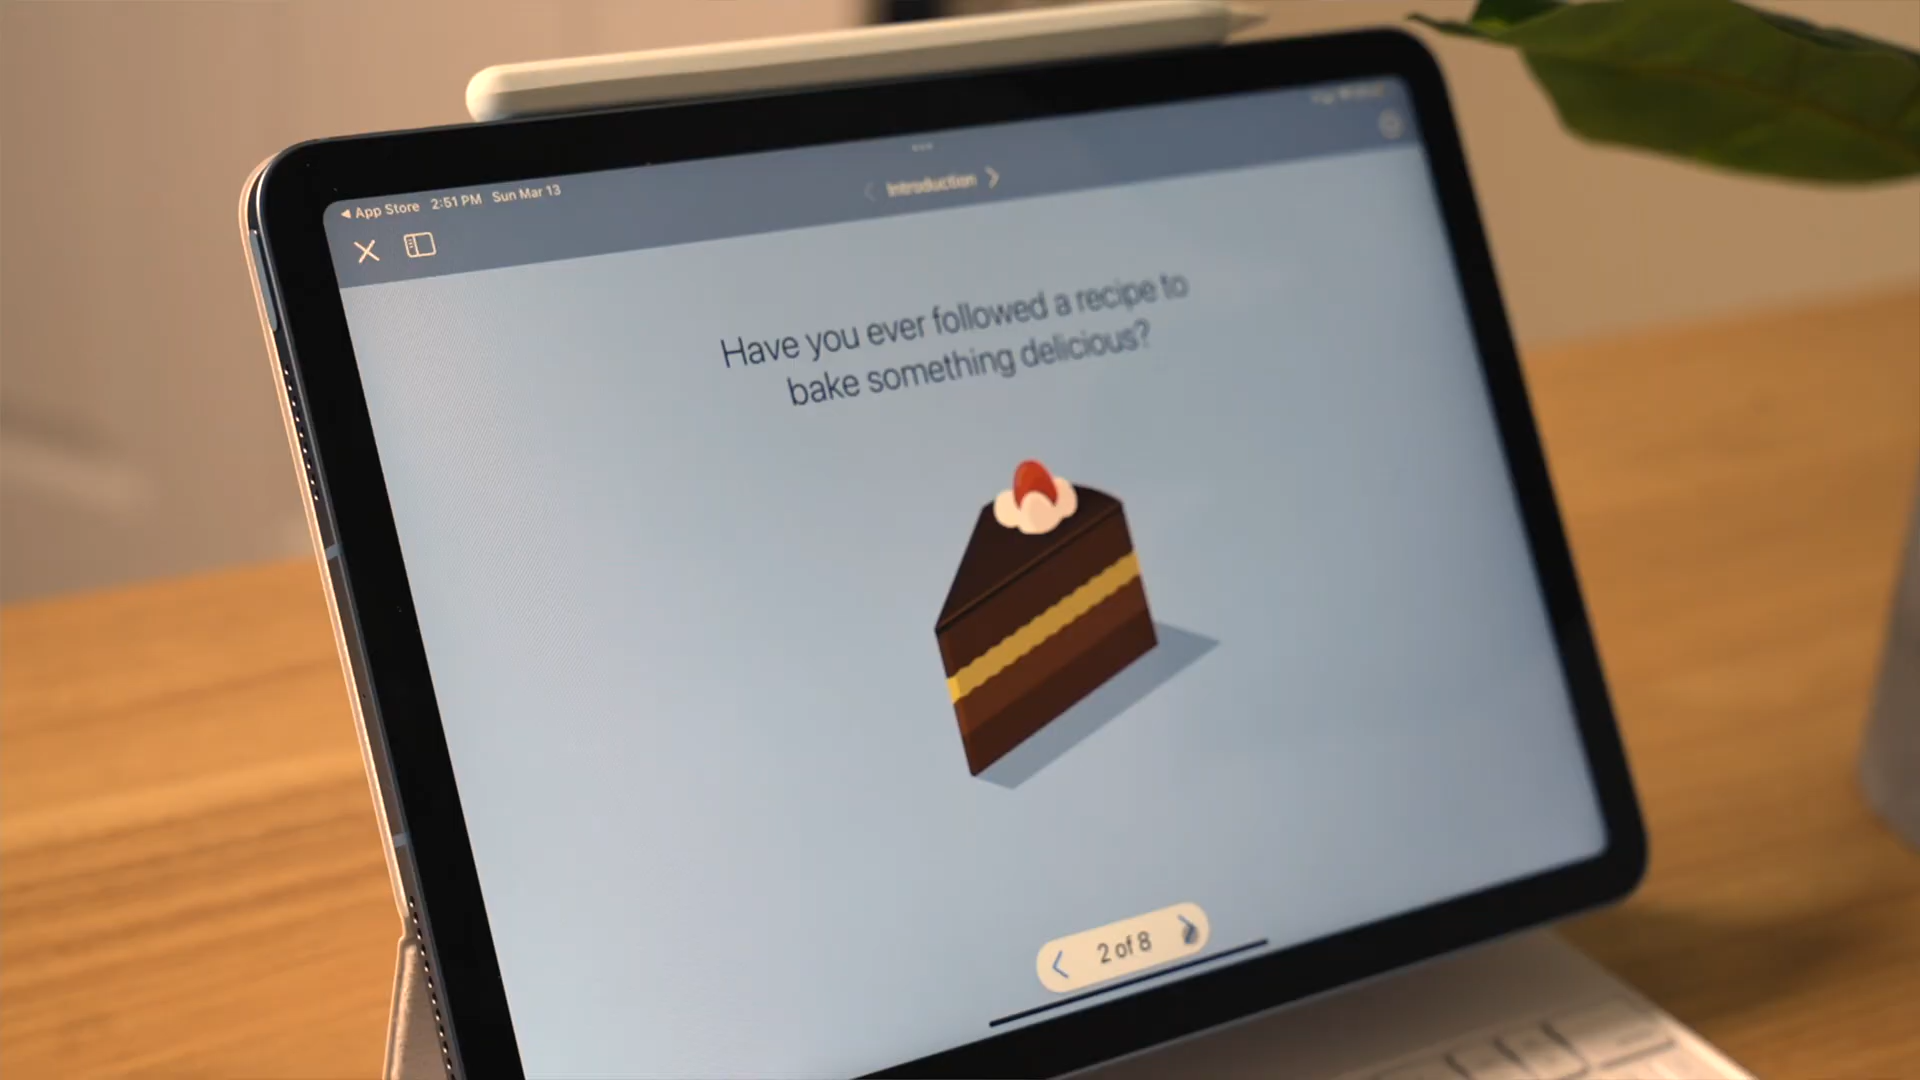 ◀ App Store 2:51 PM Sun Mar 13
Introduction
Have you ever followed a recipe to
bake something delicious?
2 of 8